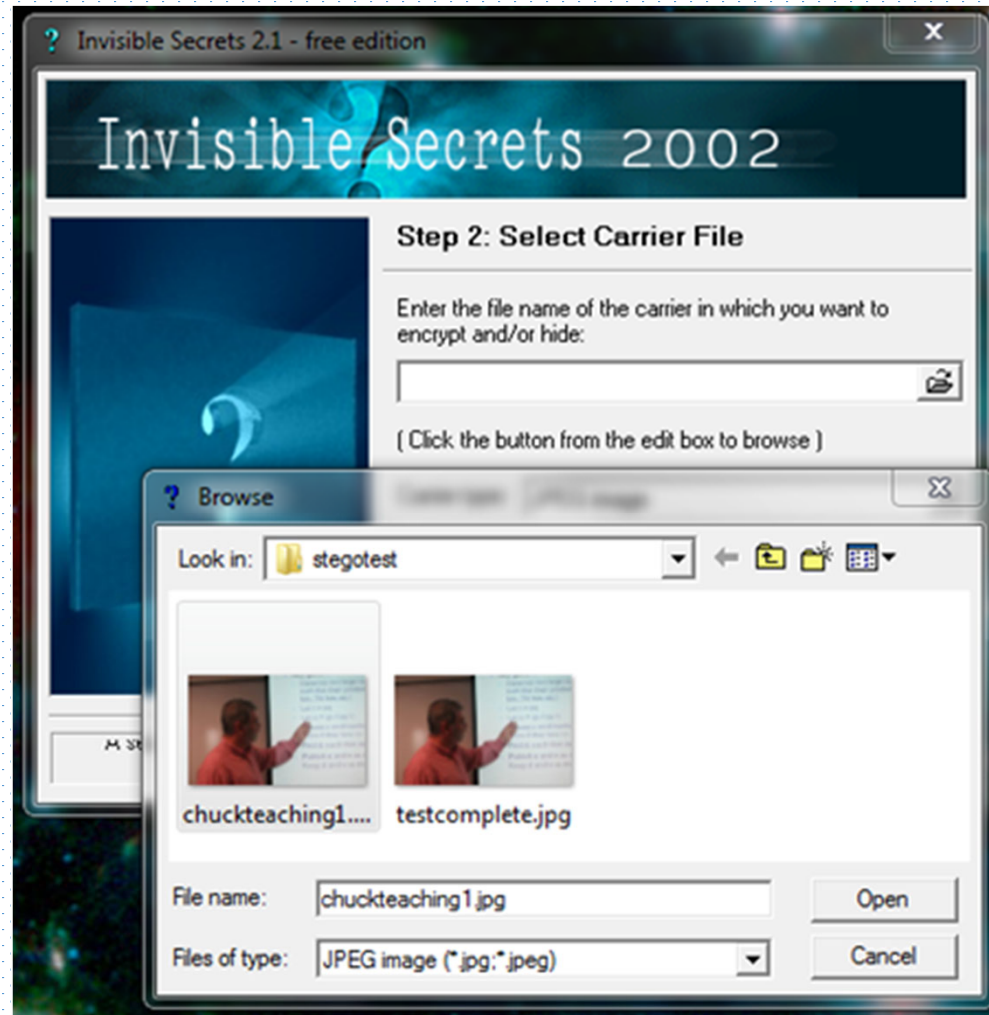 Invisible Secrets 2.1 - free edition
Invisible Secrets 2002
Step 2: Select Carrier File
Enter the file name of the carrier in which you want to
encrypt and/or hide:
( Click the button from the edit box to browse )
Browse
Look in: stegotest
chuckteaching1.... testcomplete.jpg
File name: chuckteaching1.jpg Open
Files of type: JPEG image (*.jpg;*.jpeg) Cancel